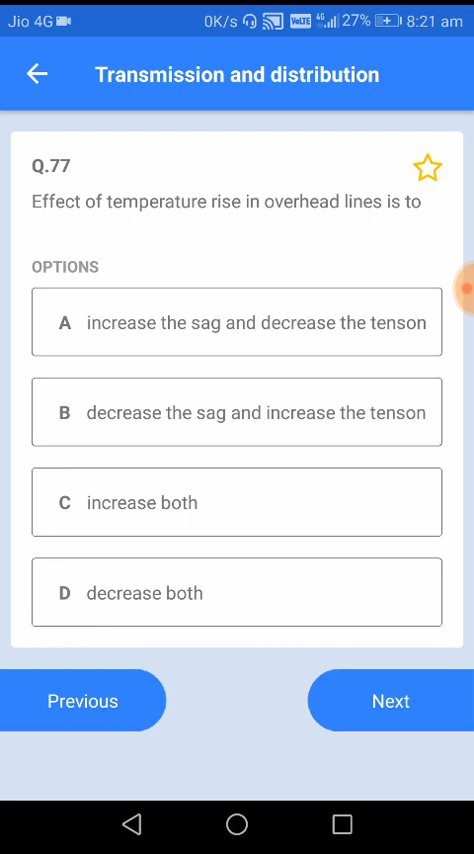 Jio 4G 0K/s VoLTE 4G 27% 8:21 am
Transmission and distribution
Q.77
Effect of temperature rise in overhead lines is to
OPTIONS
A increase the sag and decrease the tenson
B decrease the sag and increase the tenson
C increase both
D decrease both
Previous Next